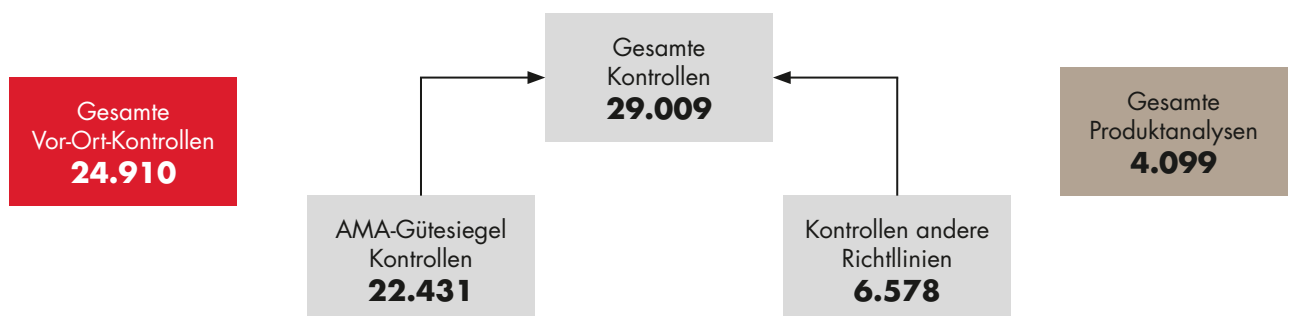 Gesamte
Kontrollen
29.009
Gesamte
Vor-Ort-Kontrollen
24.910
Gesamte
Produktanalysen
4.099
AMA-Gütesiegel
Kontrollen
22.431
Kontrollen andere
Richtllinien
6.578